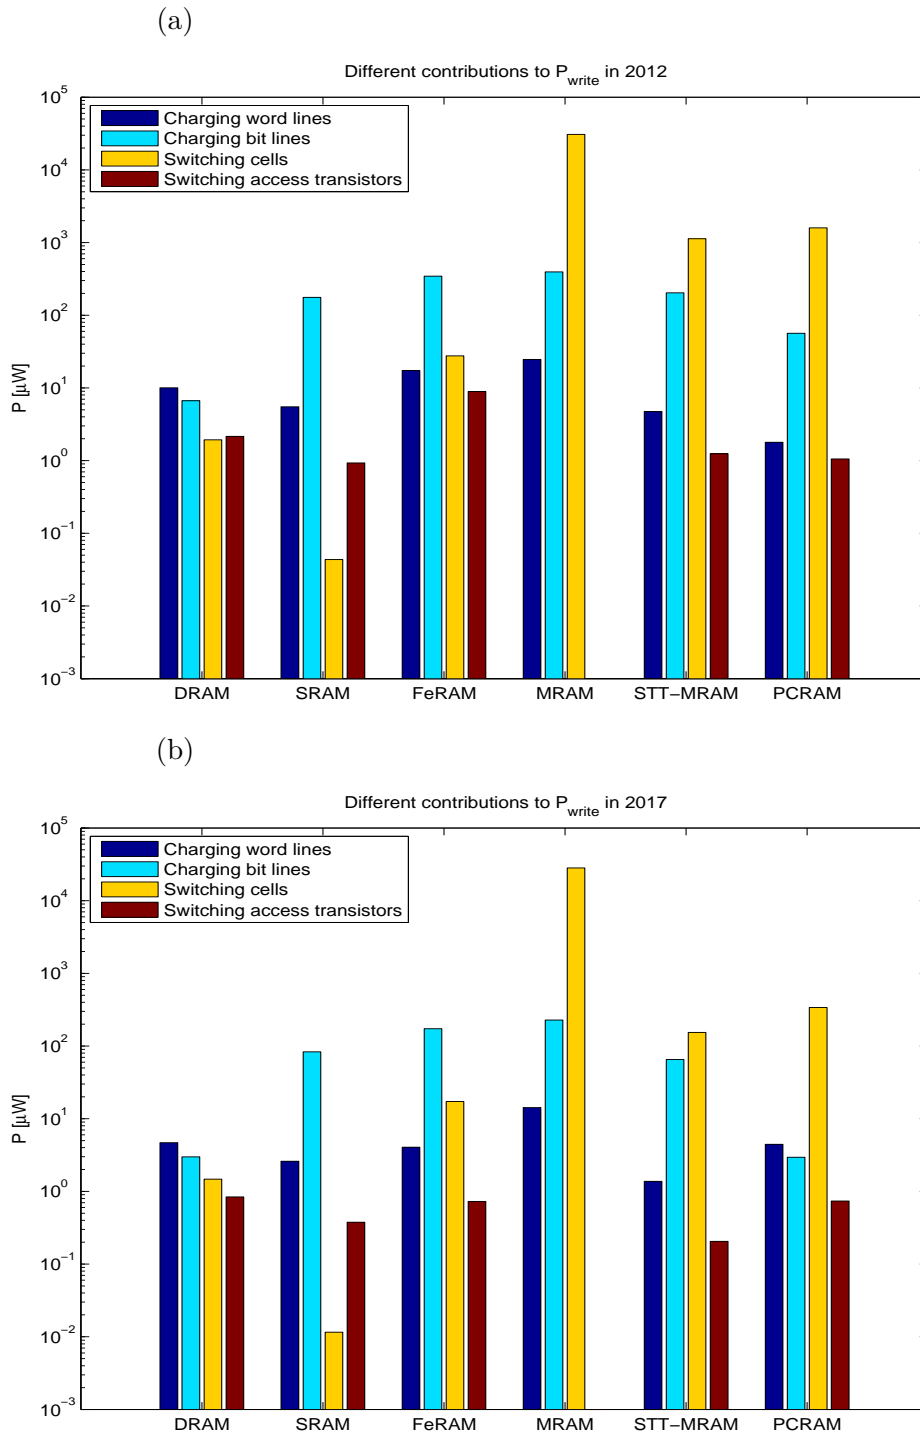 (a)
Different contributions to P_write in 2012
Charging word lines
Charging bit lines
Switching cells
Switching access transistors
P [µW]
10^5
10^4
10^3
10^2
10^1
10^0
10^−1
10^−2
10^−3
DRAM SRAM FeRAM MRAM STT−MRAM PCRAM
(b)
Different contributions to P_write in 2017
Charging word lines
Charging bit lines
Switching cells
Switching access transistors
P [µW]
10^5
10^4
10^3
10^2
10^1
10^0
10^−1
10^−2
10^−3
DRAM SRAM FeRAM MRAM STT−MRAM PCRAM